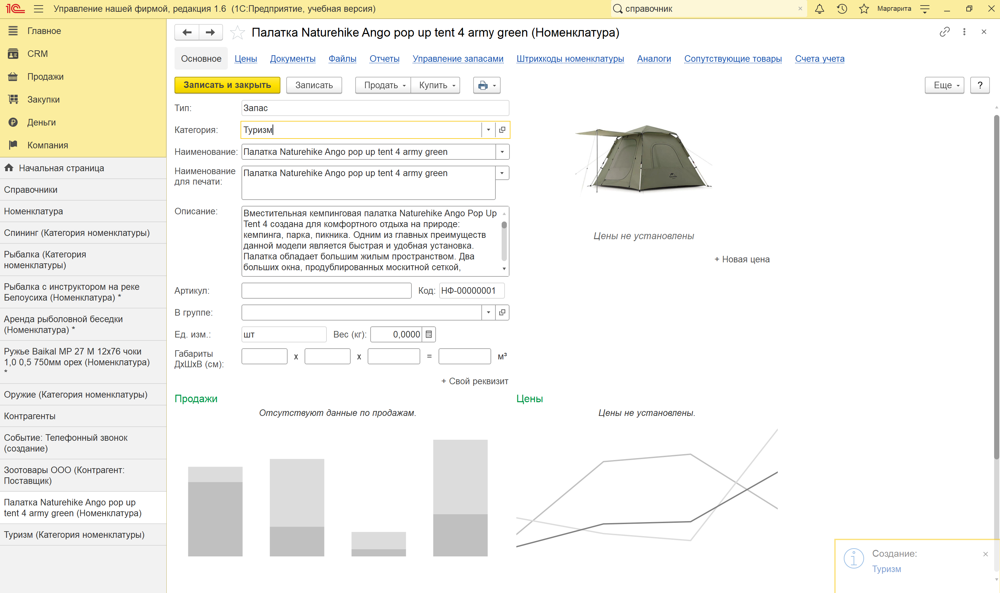 1С Управление нашей фирмой, редакция 1.6 (1С:Предприятие, учебная версия)
справочник
×
Маргарита
Главное
CRM
Продажи
Закупки
Деньги
Компания
Начальная страница
Справочники
Номенклатура
Спининг (Категория номенклатуры)
Рыбалка (Категория
номенклатуры)
Рыбалка с инструктором на реке
Белоусиха (Номенклатура) *
Аренда рыболовной беседки
(Номенклатура) *
Ружье Baikal МР 27 М 12х76 чоки
1,0 0,5 750мм орех (Номенклатура)
*
Оружие (Категория номенклатуры)
Контрагенты
Событие: Телефонный звонок
(создание)
Зоотовары ООО (Контрагент:
Поставщик)
Палатка Naturehike Ango pop up
tent 4 army green (Номенклатура)
Туризм (Категория номенклатуры)
Палатка Naturehike Ango pop up tent 4 army green (Номенклатура)
Основное Цены Документы Файлы Отчеты Управление запасами Штрихкоды номенклатуры Аналоги Сопутствующие товары Счета учета
Записать и закрыть Записать Продать Купить Еще ?
Тип: Запас
Категория: Туризм
Наименование: Палатка Naturehike Ango pop up tent 4 army green
Наименование
для печати:
Палатка Naturehike Ango pop up tent 4 army green
Описание:
Вместительная кемпинговая палатка Naturehike Ango Pop Up
Tent 4 создана для комфортного отдыха на природе:
кемпинга, парка, пикника. Одним из главных преимуществ
данной модели является быстрая и удобная установка.
Палатка обладает большим жилым пространством. Два
больших окна, продублированных москитной сеткой,
Цены не установлены
+ Новая цена
Артикул: Код: НФ-00000001
В группе:
Ед. изм.: шт Вес (кг): 0,0000
Габариты
ДхШхВ (см):
х х = м³
+ Свой реквизит
Продажи
Отсутствуют данные по продажам.
Цены
Цены не установлены.
Создание:
Туризм